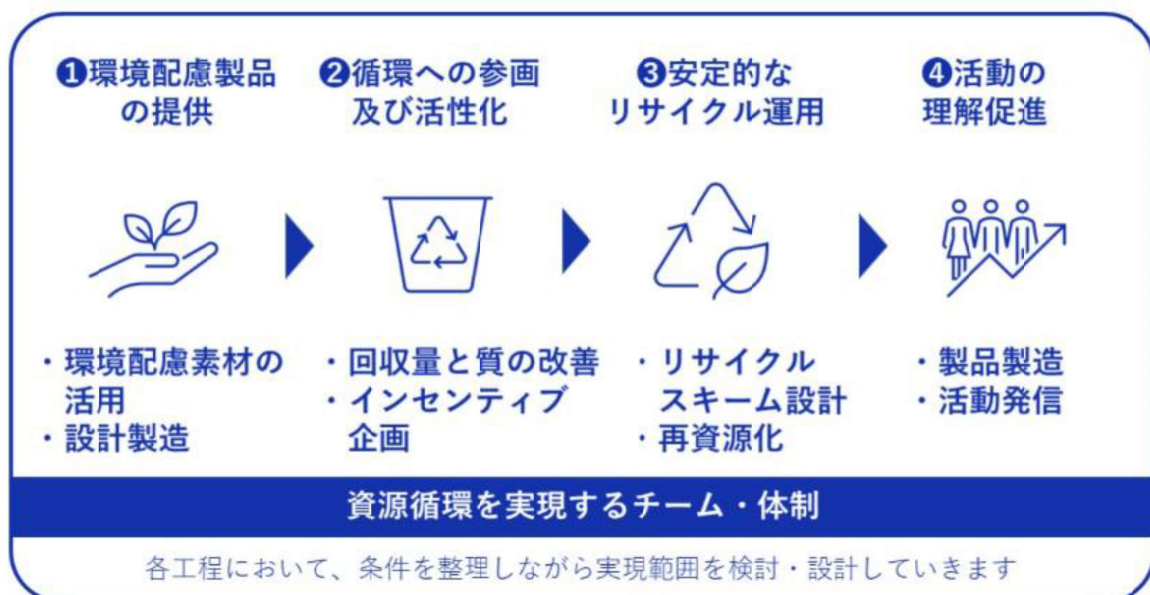 ❶環境配慮製品
の提供
❷循環への参画
及び活性化
❸安定的な
リサイクル運用
❹活動の
理解促進
・環境配慮素材の
活用
・設計製造
・回収量と質の改善
・インセンティブ
企画
・リサイクル
スキーム設計
・再資源化
・製品製造
・活動発信
資源循環を実現するチーム・体制
各工程において、条件を整理しながら実現範囲を検討・設計していきます